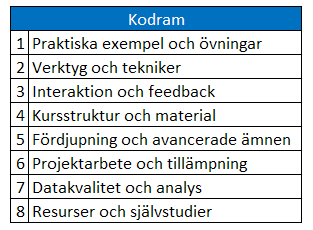 Kodram
1 Praktiska exempel och övningar
2 Verktyg och tekniker
3 Interaktion och feedback
4 Kursstruktur och material
5 Fördjupning och avancerade ämnen
6 Projektarbete och tillämpning
7 Datakvalitet och analys
8 Resurser och självstudier